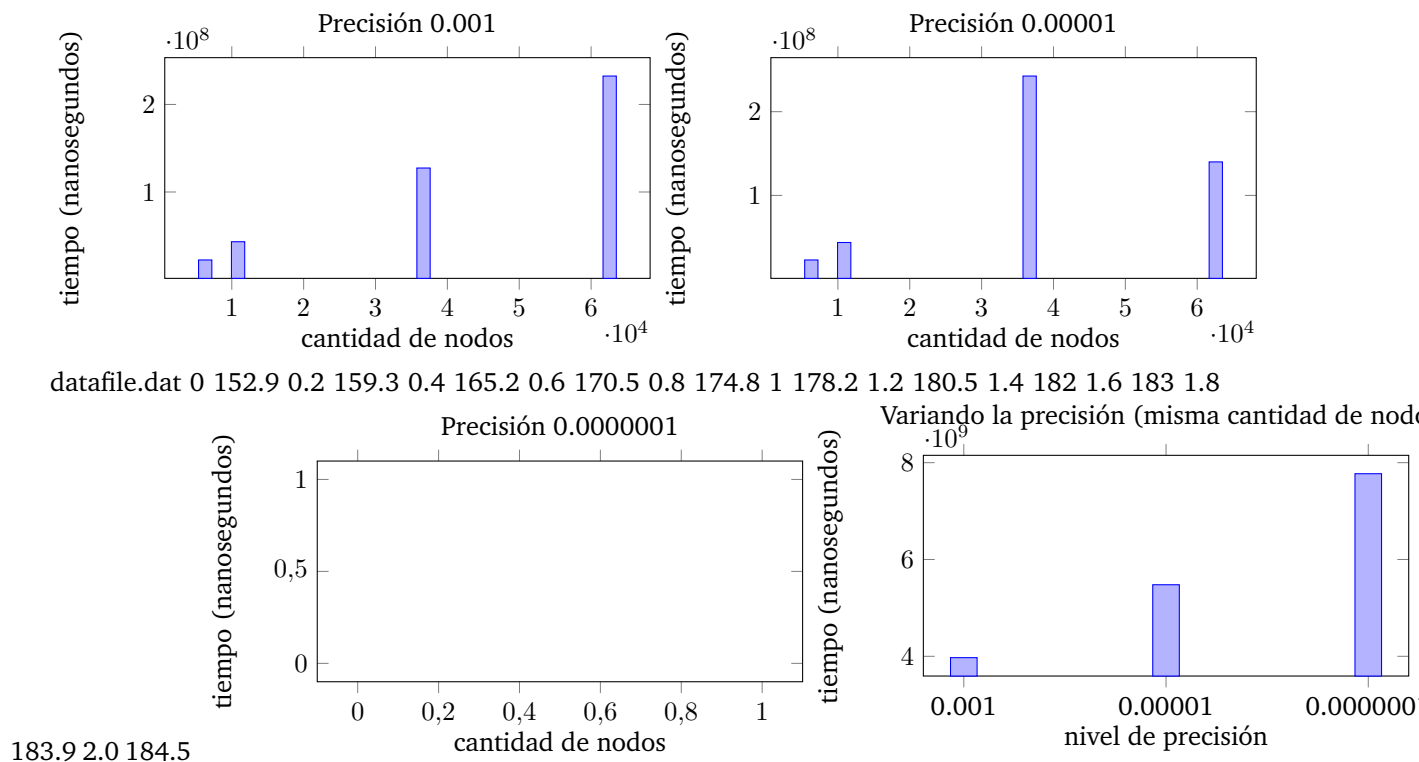 Precisión 0.001
·10^8
tiempo (nanosegundos)
2
1
1 2 3 4 5 6
·10^4
cantidad de nodos
Precisión 0.00001
·10^8
tiempo (nanosegundos)
2
1
1 2 3 4 5 6
·10^4
cantidad de nodos
datafile.dat 0 152.9 0.2 159.3 0.4 165.2 0.6 170.5 0.8 174.8 1 178.2 1.2 180.5 1.4 182 1.6 183 1.8
Precisión 0.0000001
tiempo (nanosegundos)
1
0,5
0
0 0,2 0,4 0,6 0,8 1
cantidad de nodos
Variando la precisión (misma cantidad de nodo
·10^9
tiempo (nanosegundos)
8
6
4
0.001 0.00001 0.000000
nivel de precisión
183.9 2.0 184.5